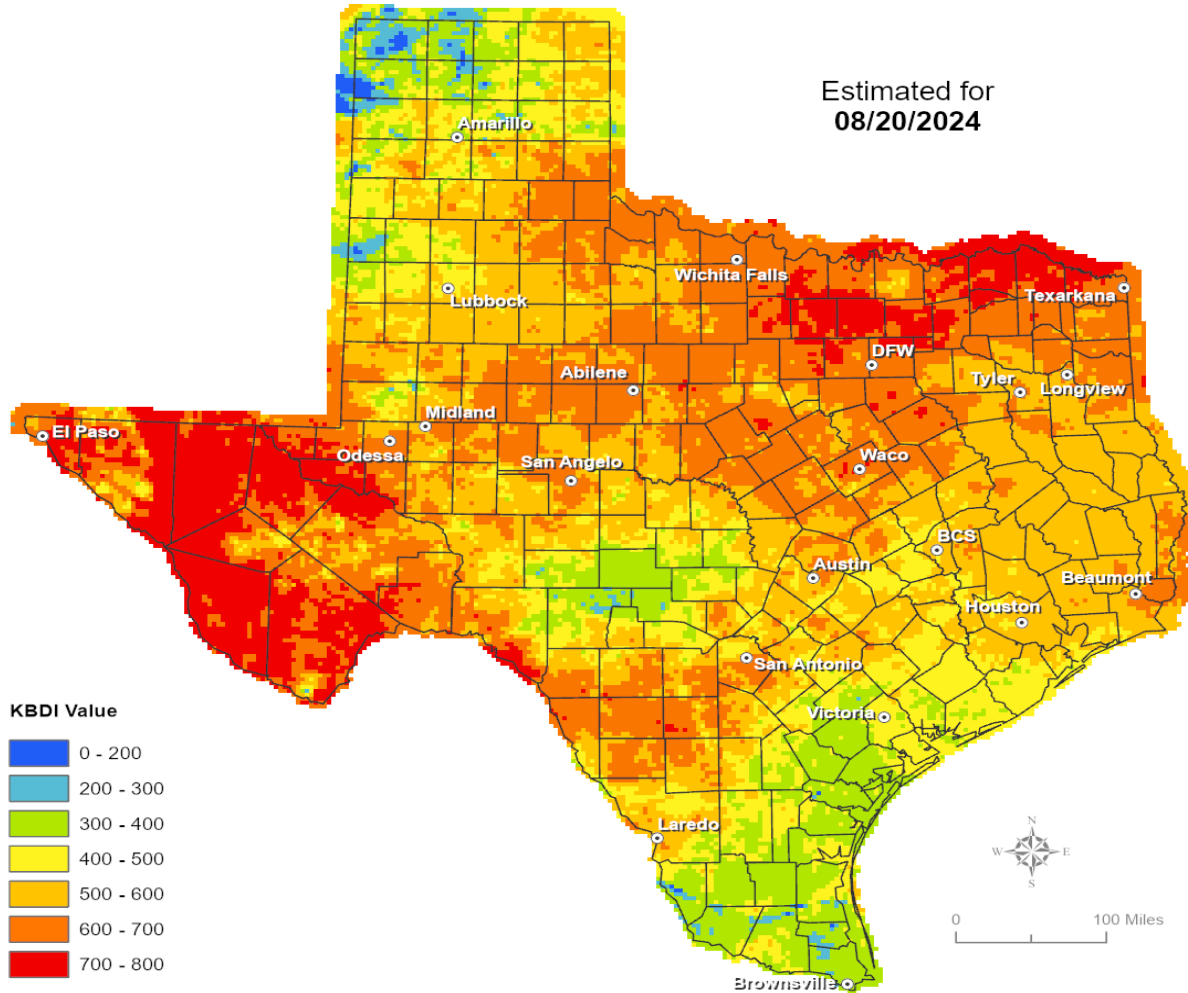 Estimated for
08/20/2024
Amarillo
Wichita Falls
Lubbock
Texarkana
DFW
Abilene
Tyler
Longview
Midland
El Paso
Odessa
San Angelo
Waco
BCS
Austin
Beaumont
Houston
San Antonio
Victoria
Laredo
Brownsville
KBDI Value
0 - 200
200 - 300
300 - 400
400 - 500
500 - 600
600 - 700
700 - 800
N
W E
S
0 100 Miles